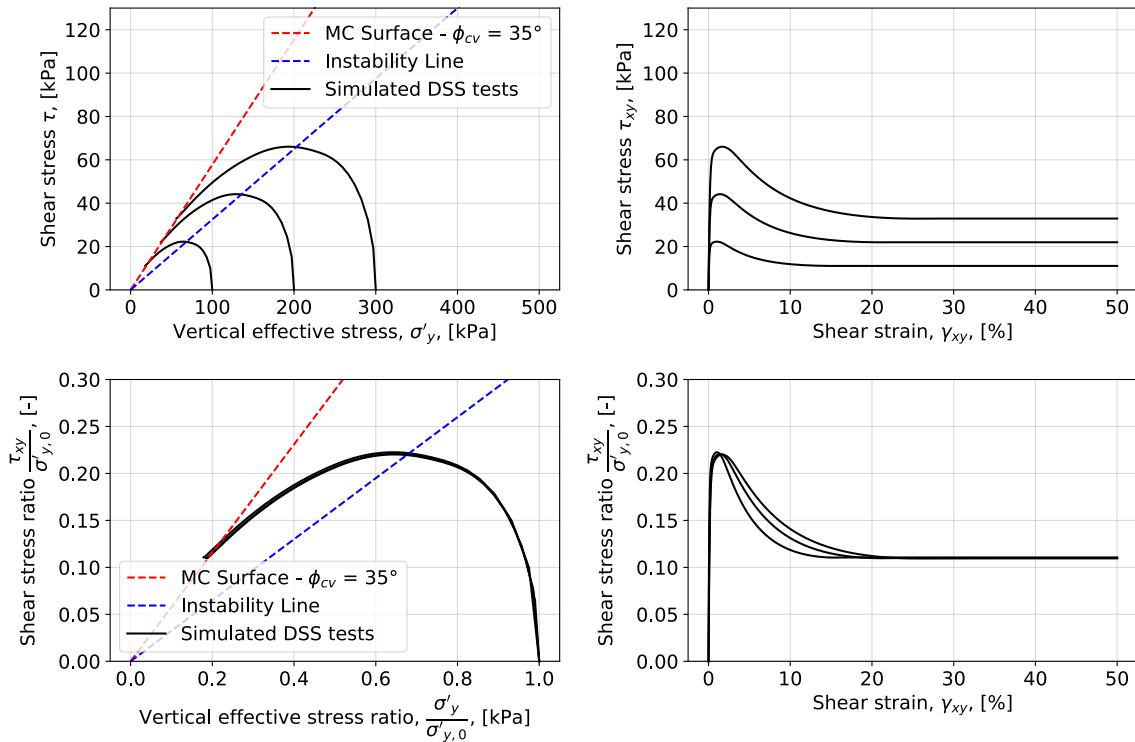 Shear stress τ, [kPa]
120
100
80
60
40
20
0
MC Surface - ϕcv = 35°
Instability Line
Simulated DSS tests
0 100 200 300 400 500
Vertical effective stress, σ′y, [kPa]
Shear stress τxy, [kPa]
120
100
80
60
40
20
0
0 10 20 30 40 50
Shear strain, γxy, [%]
Shear stress ratio τxy/σ′y,0, [-]
0.30
0.25
0.20
0.15
0.10
0.05
0.00
MC Surface - ϕcv = 35°
Instability Line
Simulated DSS tests
0.0 0.2 0.4 0.6 0.8 1.0
Vertical effective stress ratio, σ′y/σ′y,0, [kPa]
Shear stress ratio τxy/σ′y,0, [-]
0.30
0.25
0.20
0.15
0.10
0.05
0.00
0 10 20 30 40 50
Shear strain, γxy, [%]